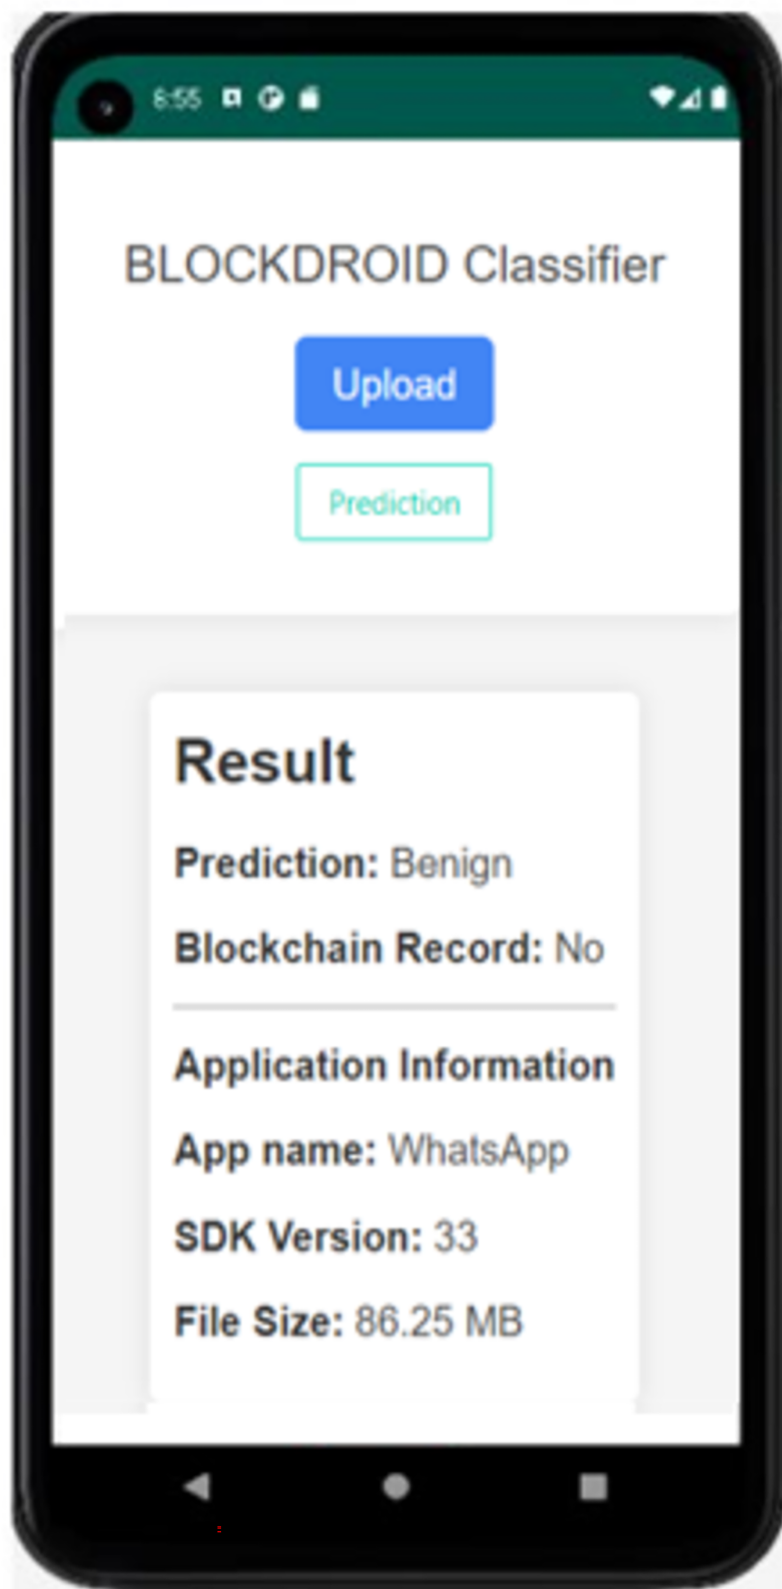 8:55
BLOCKDROID Classifier
Upload
Prediction
Result
Prediction: Benign
Blockchain Record: No
Application Information
App name: WhatsApp
SDK Version: 33
File Size: 86.25 MB